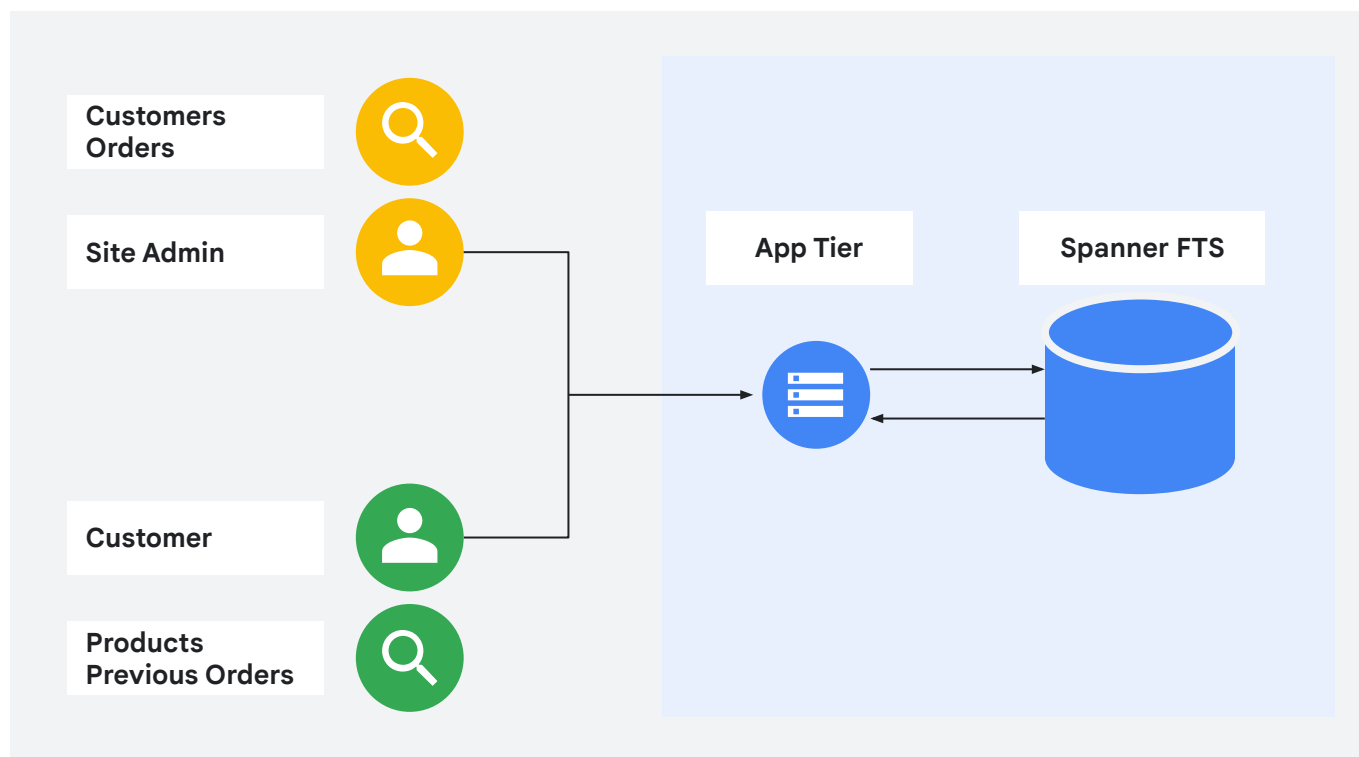 Customers
Orders
Site Admin
App Tier
Spanner FTS
Customer
Products
Previous Orders